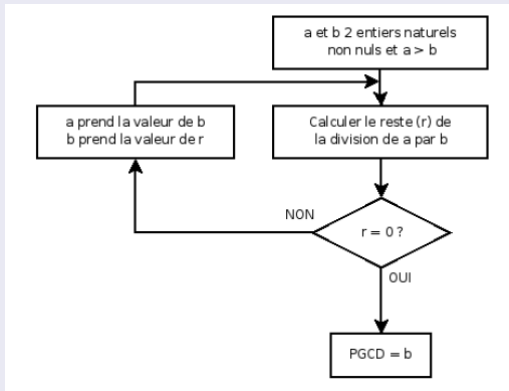 a et b 2 entiers naturels
non nuls et a > b
a prend la valeur de b
b prend la valeur de r
Calculer le reste (r) de
la division de a par b
NON
r = 0 ?
OUI
PGCD = b